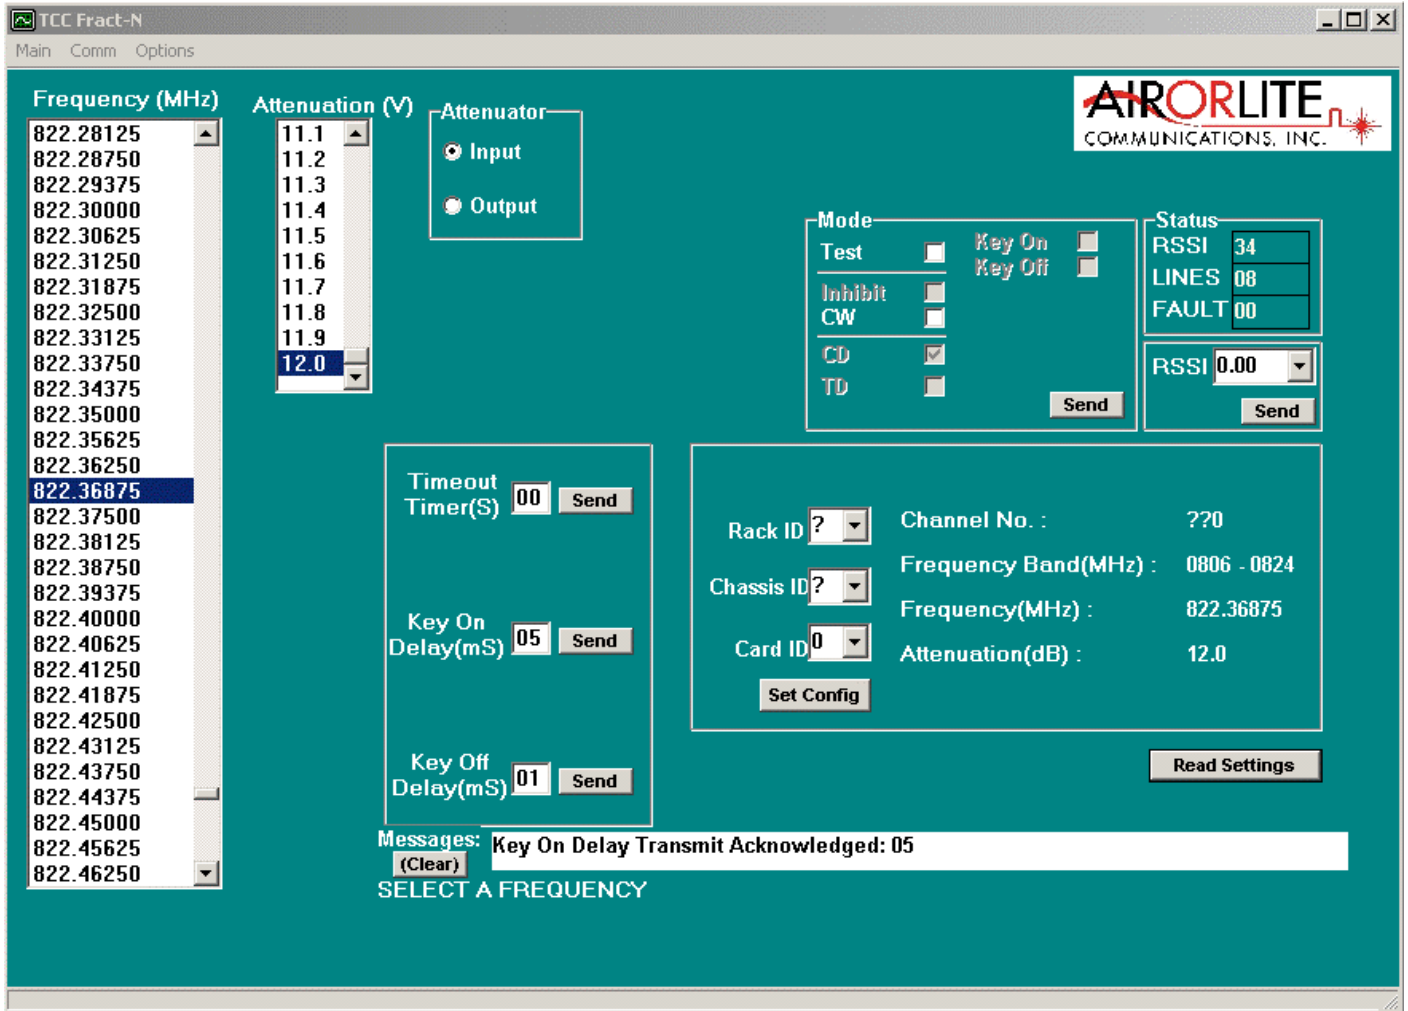 TCC Fract-N
Main Comm Options
Frequency (MHz)
822.28125
822.28750
822.29375
822.30000
822.30625
822.31250
822.31875
822.32500
822.33125
822.33750
822.34375
822.35000
822.35625
822.36250
822.36875
822.37500
822.38125
822.38750
822.39375
822.40000
822.40625
822.41250
822.41875
822.42500
822.43125
822.43750
822.44375
822.45000
822.45625
822.46250
Attenuation (V)
11.1
11.2
11.3
11.4
11.5
11.6
11.7
11.8
11.9
12.0
Attenuator
Input
Output
AIRORLITE
COMMUNICATIONS, INC.
Mode
Test
Key On
Key Off
Inhibit
CW
CD
TD
Send
Status
RSSI 34
LINES 08
FAULT 00
RSSI 0.00
Send
Timeout
Timer(S) 00 Send
Key On
Delay(mS) 05 Send
Key Off
Delay(mS) 01 Send
Rack ID ?
Chassis ID ?
Card ID 0
Set Config
Channel No. : ??0
Frequency Band(MHz) : 0806 - 0824
Frequency(MHz) : 822.36875
Attenuation(dB) : 12.0
Read Settings
Messages: Key On Delay Transmit Acknowledged: 05
(Clear)
SELECT A FREQUENCY